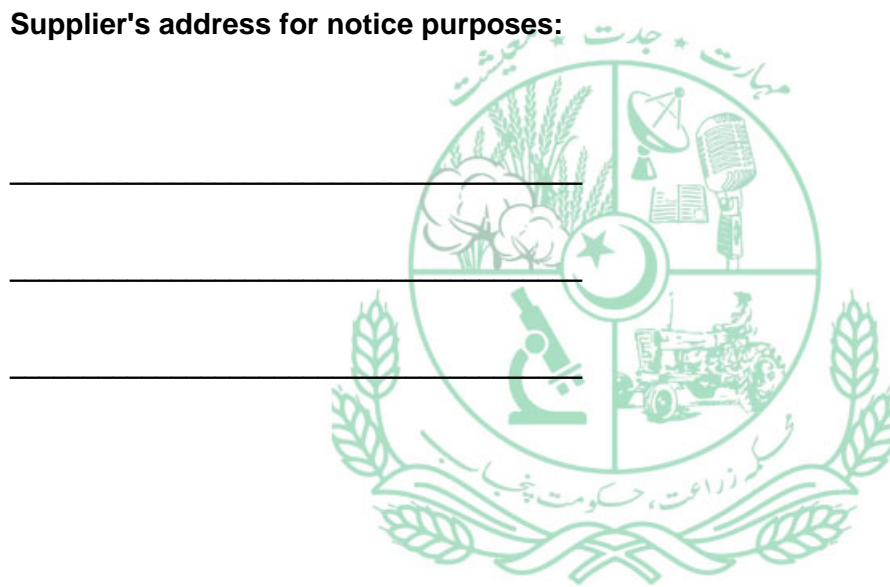 Supplier's address for notice purposes:
مہارت ٭ جدت ٭ معیشت
محکمہ زراعت، حکومت پنجاب